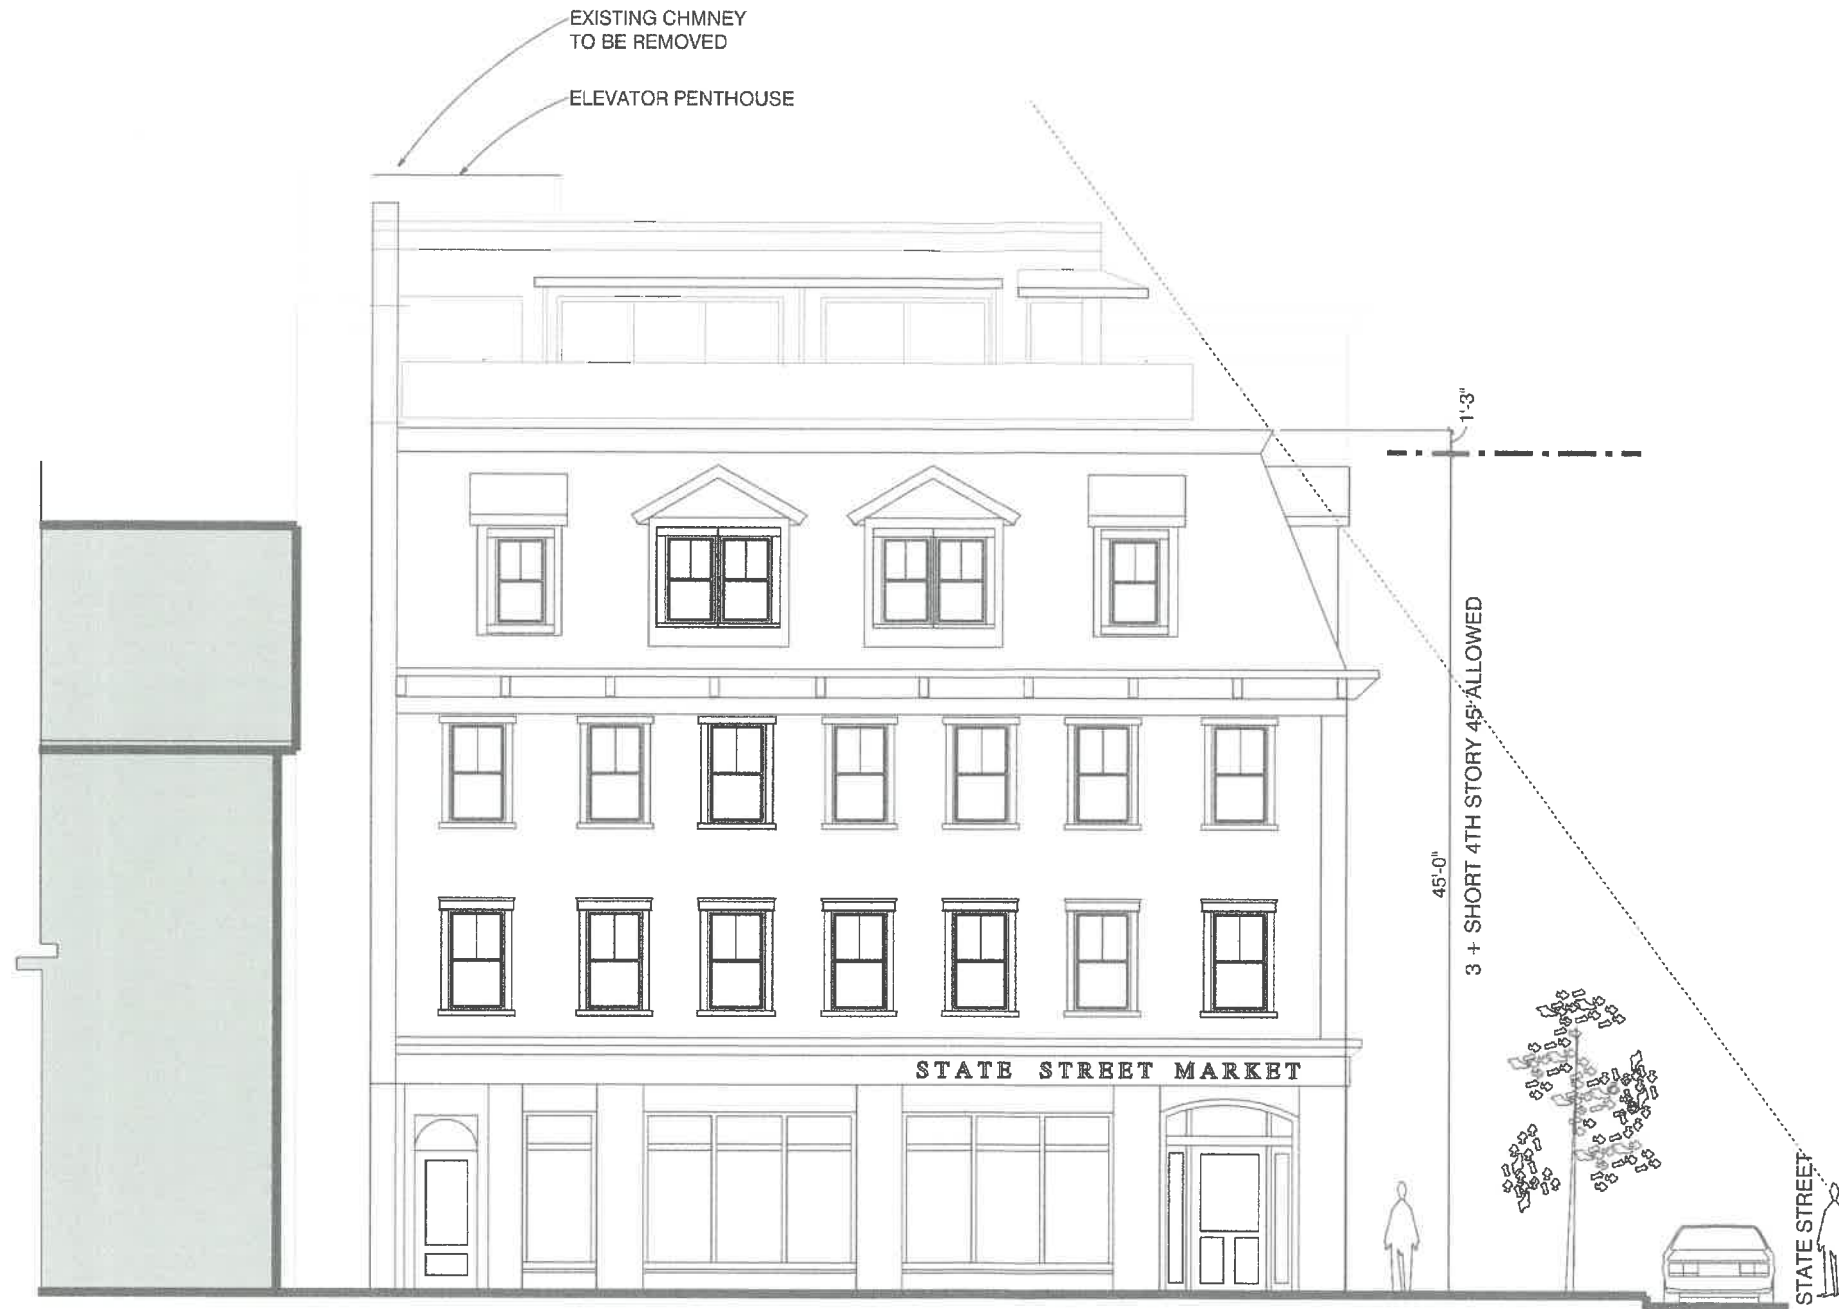 EXISTING CHMNEY
TO BE REMOVED
ELEVATOR PENTHOUSE
1'-3"
3 + SHORT 4TH STORY 45' ALLOWED
45'-0"
STATE STREET MARKET
STATE STREET